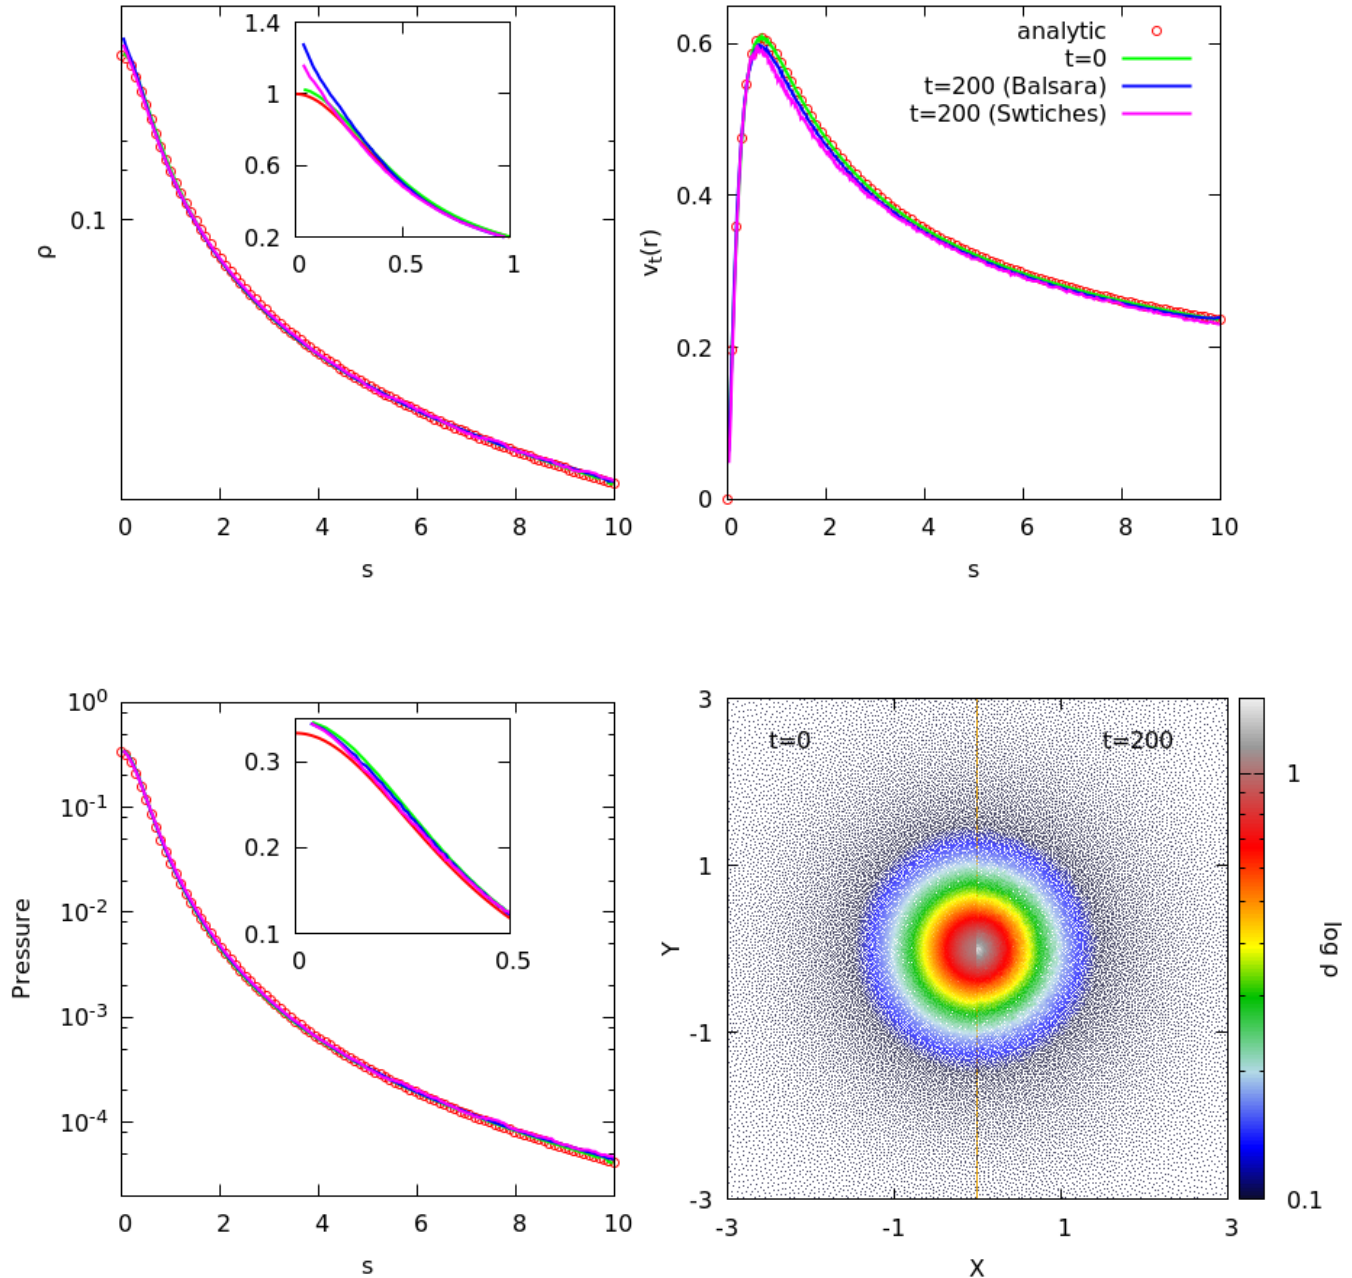 1.4
1
0.6
0.2
0 0.5 1
0.1
ρ
0 2 4 6 8 10
s
analytic
t=0
t=200 (Balsara)
t=200 (Swtiches)
0.6
0.4
0.2
0
vt(r)
0 2 4 6 8 10
s
10^0
10^-1
10^-2
10^-3
10^-4
Pressure
0.3
0.2
0.1
0 0.5
0 2 4 6 8 10
s
t=0 t=200
3
1
-1
-3
Y
-3 -1 1 3
X
1
0.1
log ρ